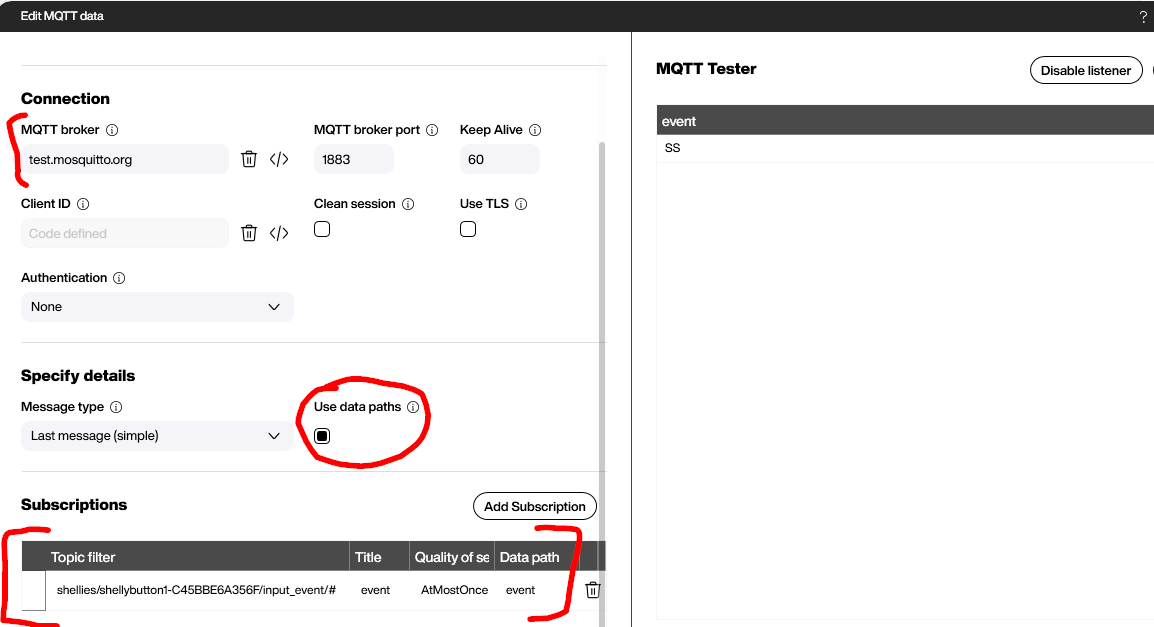 Edit MQTT data
?
Connection
MQTT broker
MQTT broker port
Keep Alive
test.mosquitto.org
</>
1883
60
Client ID
Clean session
Use TLS
Code defined
</>
Authentication
None
Specify details
Message type
Use data paths
Last message (simple)
Subscriptions
Add Subscription
Topic filter
Title
Quality of se
Data path
shellies/shellybutton1-C45BBE6A356F/input_event/#
event
AtMostOnce
event
MQTT Tester
Disable listener
event
SS